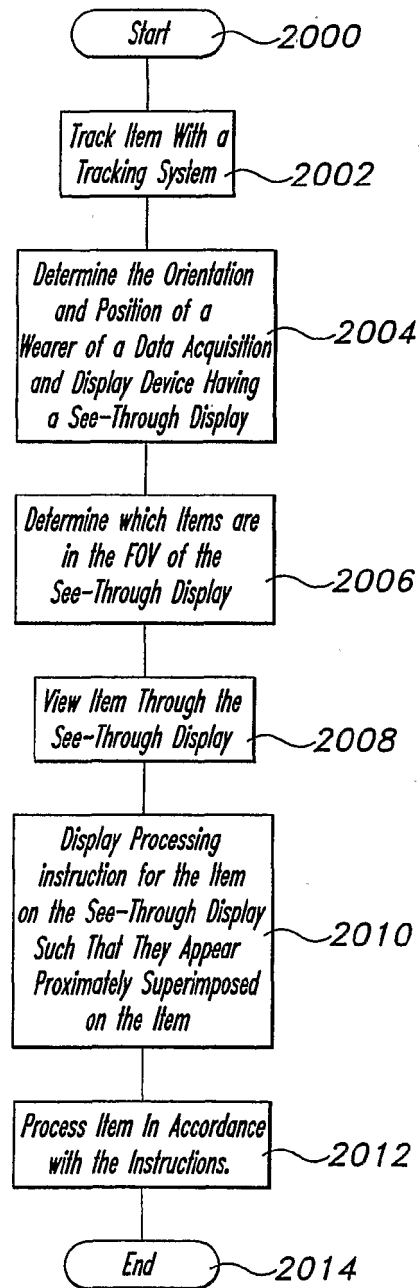 Start
2000
Track Item With a
Tracking System
2002
Determine the Orientation
and Position of a
Wearer of a Data Acquisition
and Display Device Having
a See-Through Display
2004
Determine which Items are
in the FOV of the
See-Through Display
2006
View Item Through the
See-Through Display
2008
Display Processing
instruction for the Item
on the See-Through Display
Such That They Appear
Proximately Superimposed
on the Item
2010
Process Item In Accordance
with the Instructions.
2012
End
2014